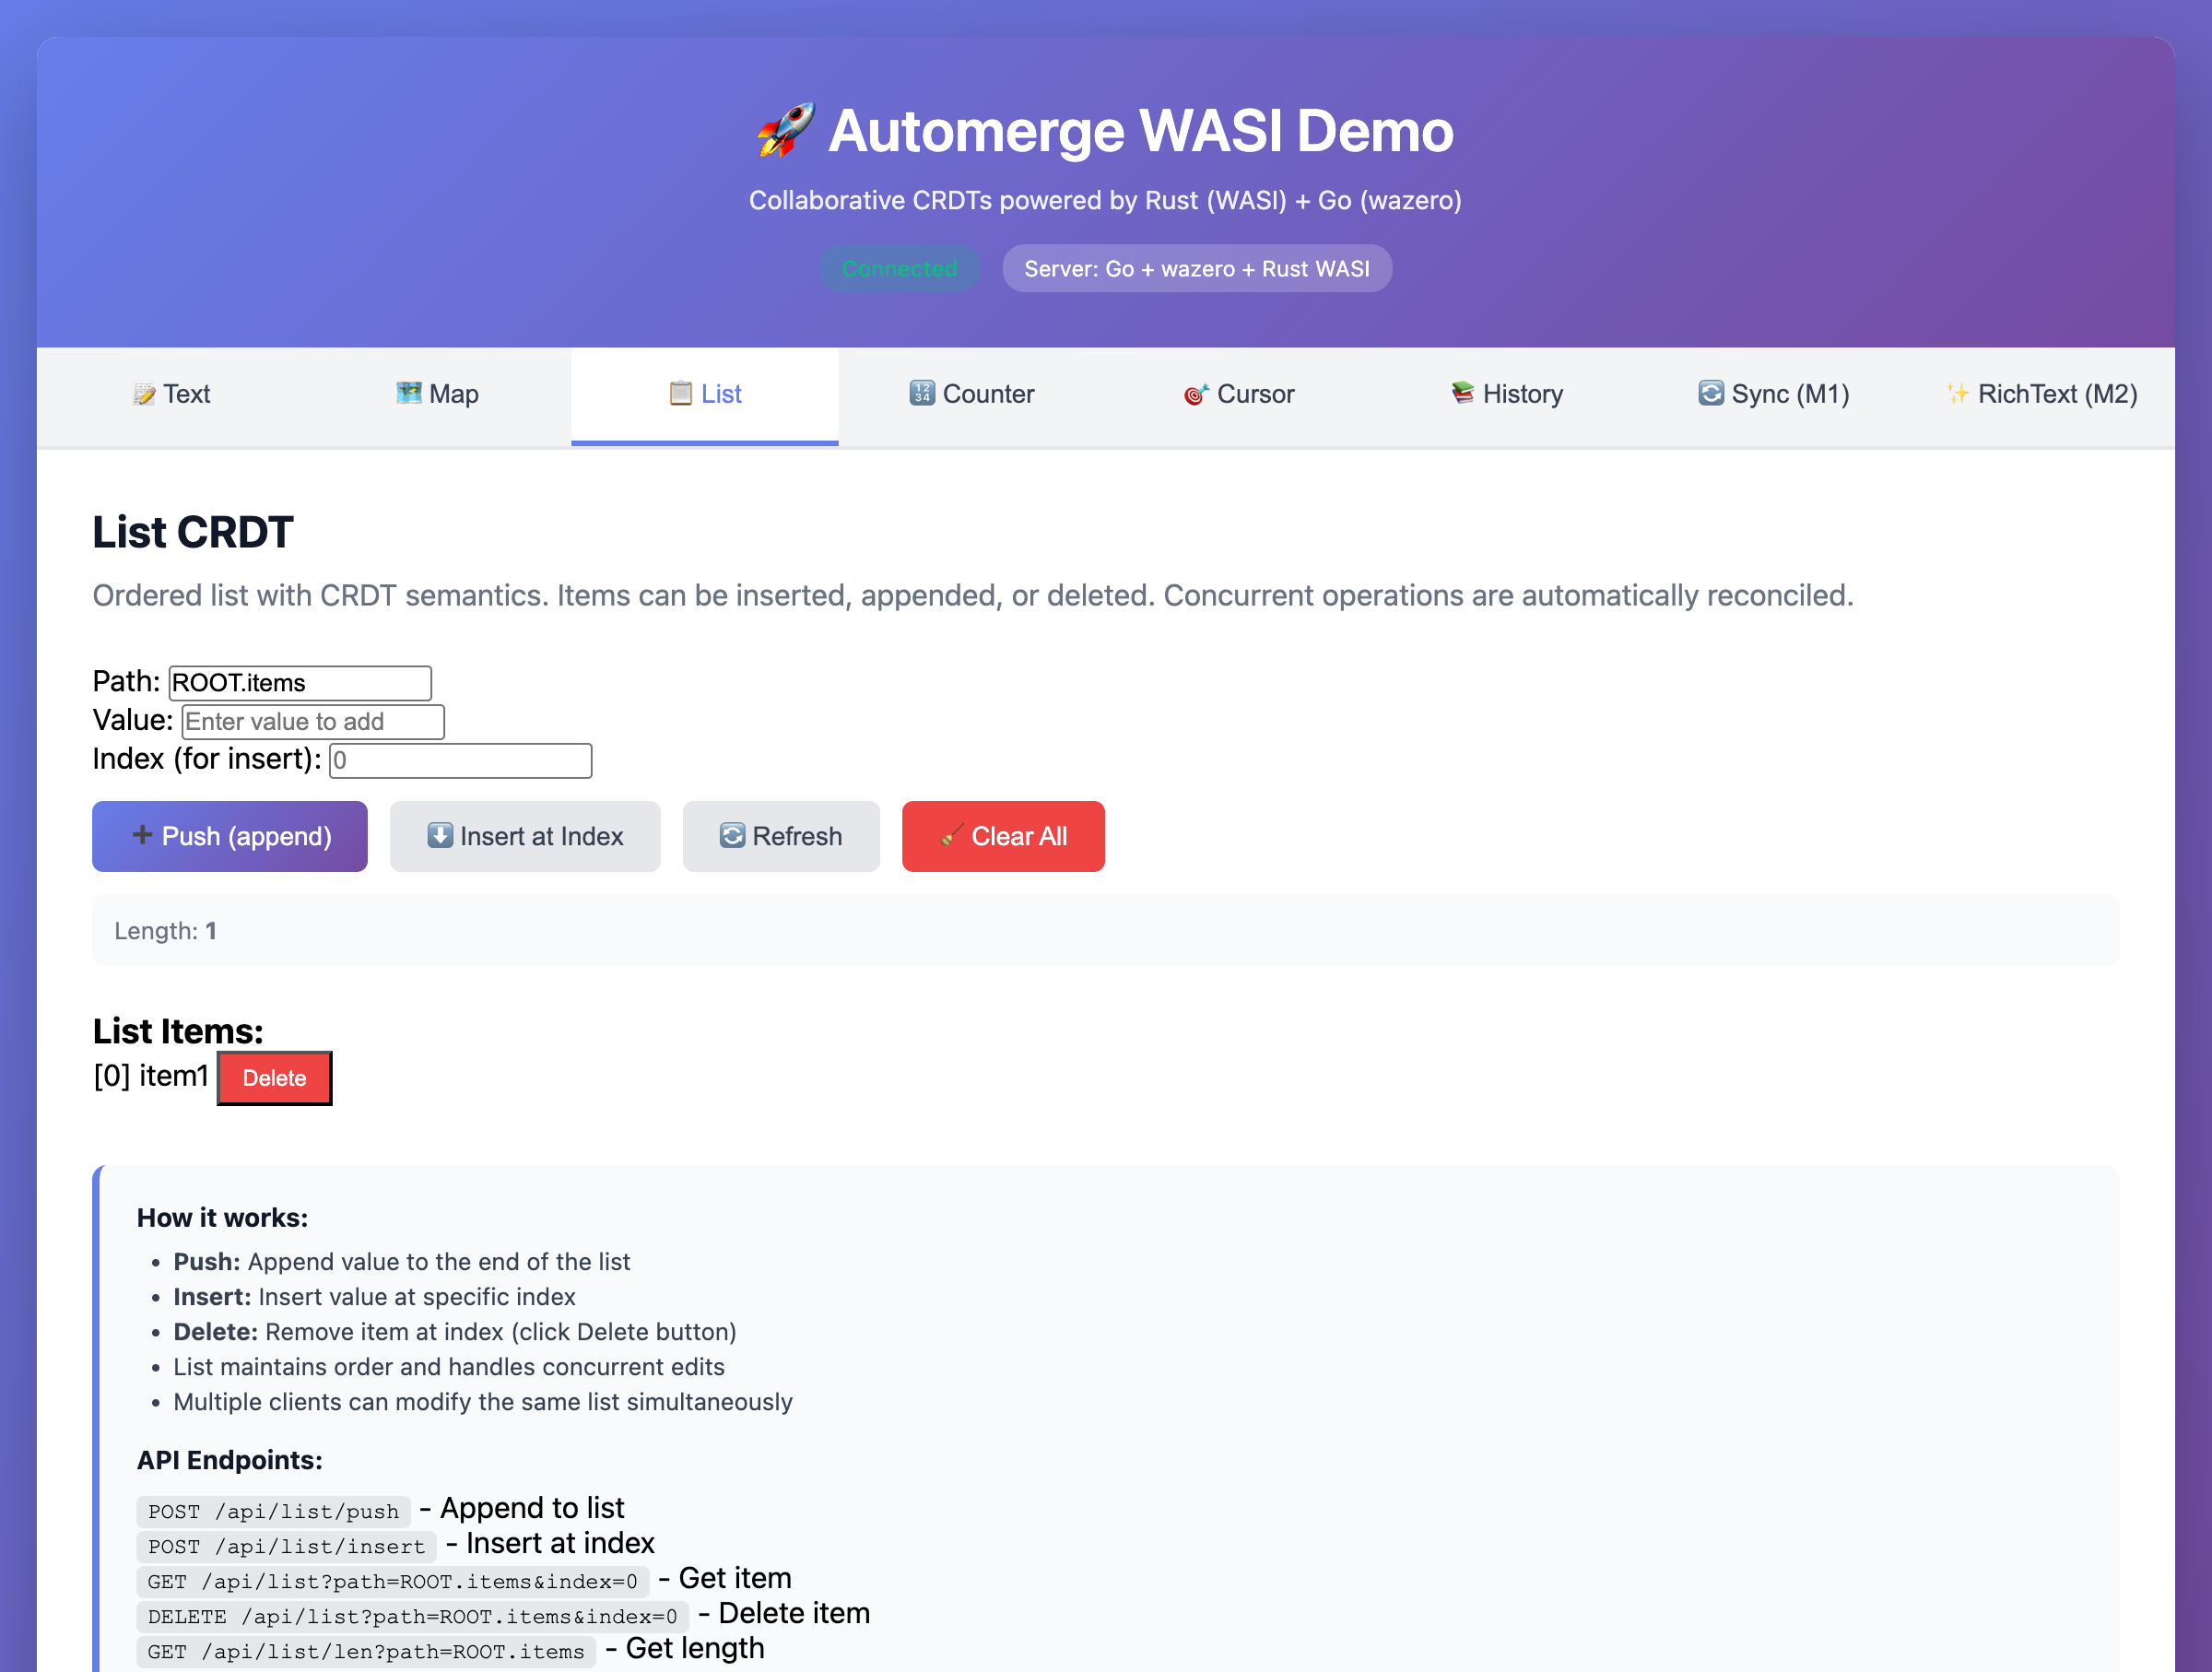 🚀 Automerge WASI Demo
Collaborative CRDTs powered by Rust (WASI) + Go (wazero)
Connected
Server: Go + wazero + Rust WASI
📝 Text
🗺️ Map
📋 List
🔢 Counter
🎯 Cursor
📚 History
🔄 Sync (M1)
✨ RichText (M2)
List CRDT
Ordered list with CRDT semantics. Items can be inserted, appended, or deleted. Concurrent operations are automatically reconciled.
Path: ROOT.items
Value: Enter value to add
Index (for insert): 0
➕ Push (append)
⬇️ Insert at Index
🔄 Refresh
🧹 Clear All
Length: 1
List Items:
[0] item1 Delete
How it works:
• Push: Append value to the end of the list
• Insert: Insert value at specific index
• Delete: Remove item at index (click Delete button)
• List maintains order and handles concurrent edits
• Multiple clients can modify the same list simultaneously
API Endpoints:
POST /api/list/push - Append to list
POST /api/list/insert - Insert at index
GET /api/list?path=ROOT.items&index=0 - Get item
DELETE /api/list?path=ROOT.items&index=0 - Delete item
GET /api/list/len?path=ROOT.items - Get length